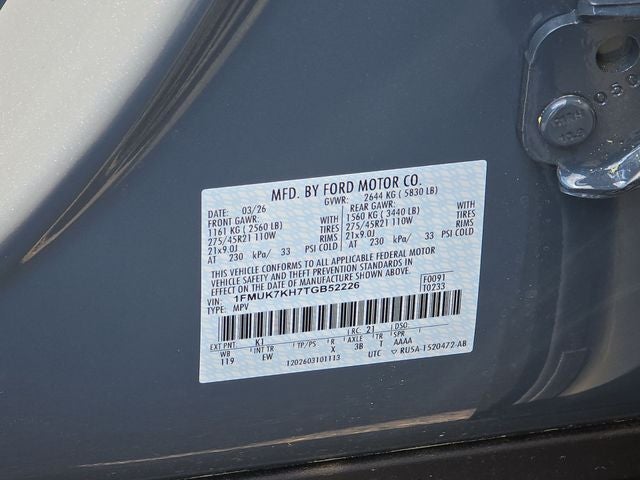 MFD. BY FORD MOTOR CO.
DATE: 03/26 GVWR: 2644 KG ( 5830 LB)
FRONT GAWR: REAR GAWR:
1161 KG ( 2560 LB) WITH 1560 KG ( 3440 LB) WITH
275/45R21 110W TIRES 275/45R21 110W TIRES
21x9.0J RIMS 21x9.0J RIMS
AT 230 kPa/ 33 PSI COLD AT 230 kPa/ 33 PSI COLD
THIS VEHICLE CONFORMS TO ALL APPLICABLE FEDERAL MOTOR
VEHICLE SAFETY AND THEFT PREVENTION STANDARDS IN
EFFECT ON THE DATE OF MANUFACTURE SHOWN ABOVE.
VIN: 1FMUK7KH7TGB52226 F0091
TYPE: MPV T0233
EXT PNT: K1 RC: 21 DSO:
WB INT TR TP/PS R AXLE TR SPR
119 EW X 3B T AAAA
1202603101113 UTC RU5A-1520472-AB